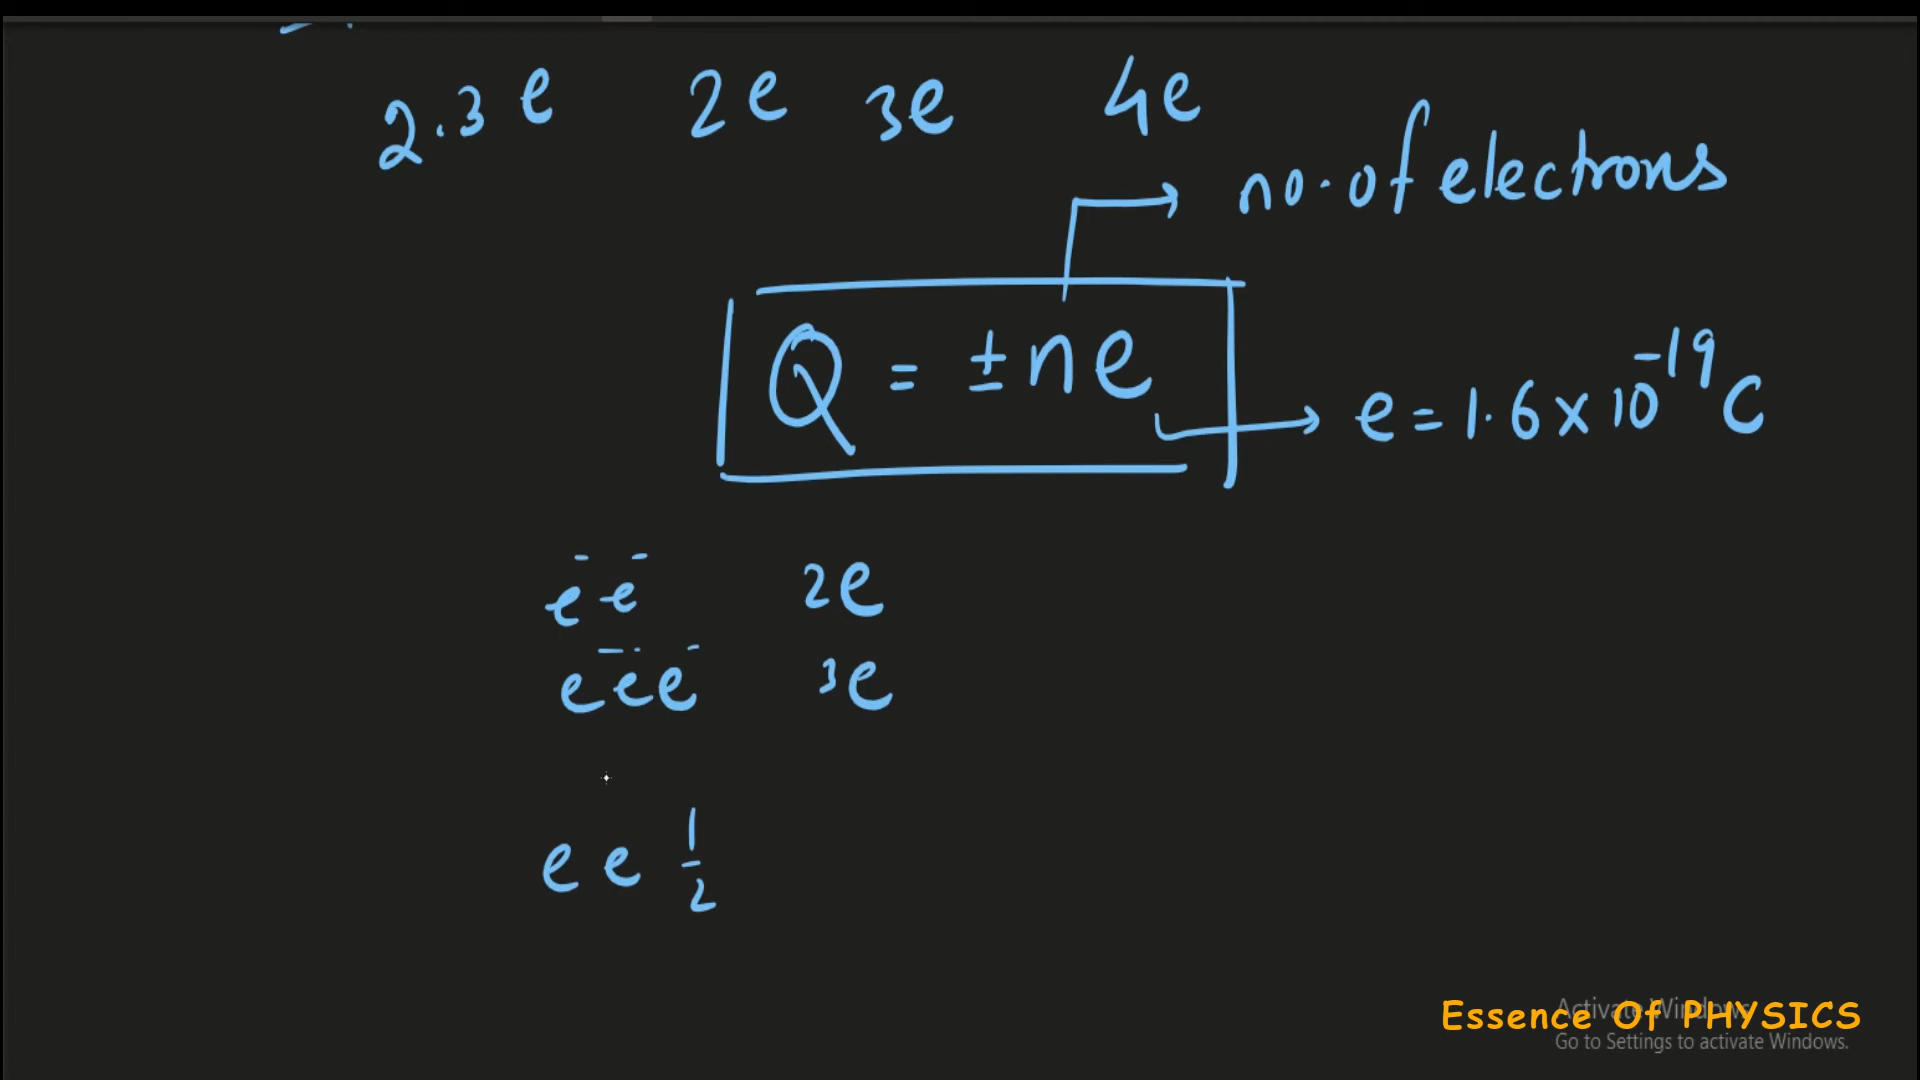 2.3e 2e 3e 4e
no. of electrons
Q = ± ne
e = 1.6 x 10⁻¹⁹ C
e⁻ e⁻ 2e
e⁻ e⁻ e⁻ 3e
e e 1/2
Essence Of PHYSICS
Activate Windows
Go to Settings to activate Windows.